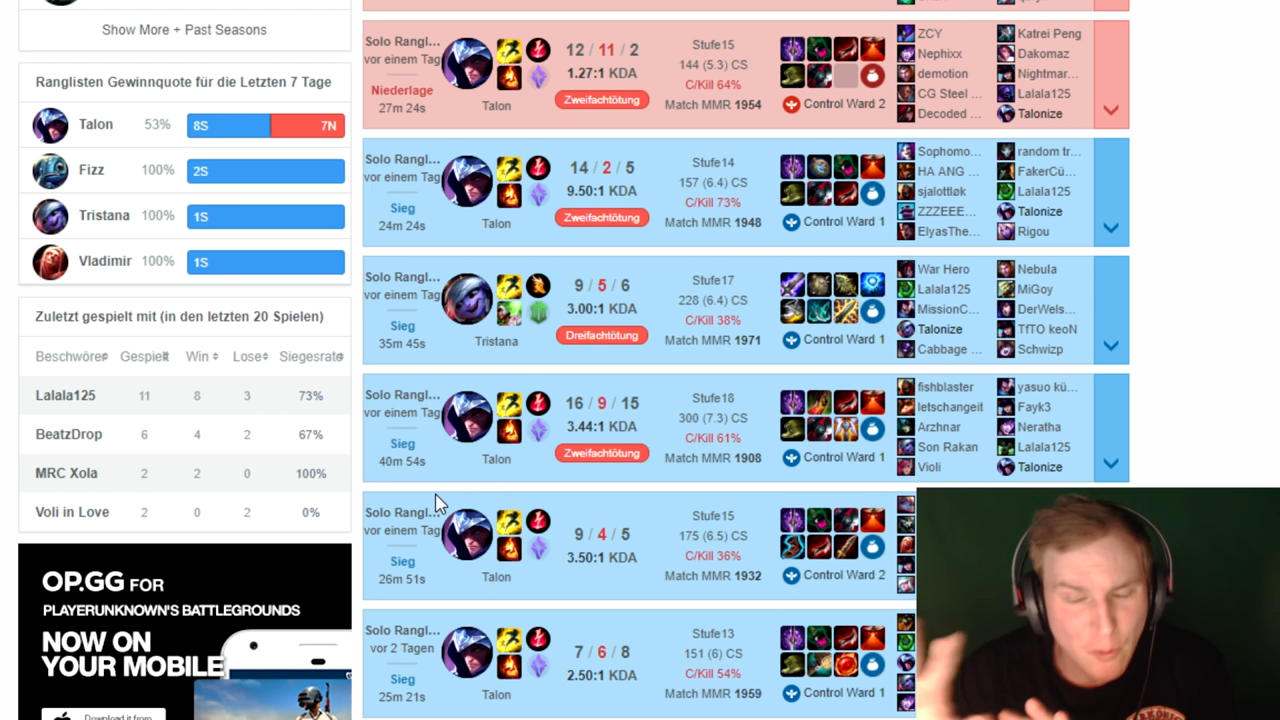 Show More + Past Seasons
Ranglisten Gewinnquote für die Letzten 7 Tage
Talon 53% 8S 7N
Fizz 100% 2S
Tristana 100% 1S
Vladimir 100% 1S
Zuletzt gespielt mit (in den letzten 20 Spielen)
Beschwörer Gespielt Win Lose Siegesrate
Lalala125 11 8 3 73%
BeatzDrop 6 4 2 67%
MRC Xola 2 2 0 100%
Voli in Love 2 0 2 0%
OP.GG FOR
PLAYERUNKNOWN'S BATTLEGROUNDS
NOW ON
YOUR MOBILE
Download it from
Solo Rangl...
vor einem Tag
Niederlage
27m 24s
Talon
12 / 11 / 2
1.27:1 KDA
Zweifachtötung
Stufe15
144 (5.3) CS
C/Kill 64%
Match MMR 1954
Control Ward 2
ZCY
Nephixx
demotion
CG Steel ...
Decoded ...
Katrei Peng
Dakomaz
Nightmar...
Lalala125
Talonize
Solo Rangl...
vor einem Tag
Sieg
24m 24s
Talon
14 / 2 / 5
9.50:1 KDA
Zweifachtötung
Stufe14
157 (6.4) CS
C/Kill 73%
Match MMR 1948
Control Ward 1
Sophomo...
HA ANG ...
sjalottløk
ZZZEEE...
ElyasThe...
random tr...
FakerCü...
Lalala125
Talonize
Rigou
Solo Rangl...
vor einem Tag
Sieg
35m 45s
Tristana
9 / 5 / 6
3.00:1 KDA
Dreifachtötung
Stufe17
228 (6.4) CS
C/Kill 38%
Match MMR 1971
Control Ward 1
War Hero
Lalala125
MissionC...
Talonize
Cabbage ...
Nebula
MiGoy
DerWels...
TfTO keoN
Schwizp
Solo Rangl...
vor einem Tag
Sieg
40m 54s
Talon
16 / 9 / 15
3.44:1 KDA
Zweifachtötung
Stufe18
300 (7.3) CS
C/Kill 61%
Match MMR 1908
Control Ward 1
fishblaster
letschangeit
Arzhnar
Son Rakan
Violi
yasuo kü...
Fayk3
Neratha
Lalala125
Talonize
Solo Rangl...
vor einem Tag
Sieg
26m 51s
Talon
9 / 4 / 5
3.50:1 KDA
Stufe15
175 (6.5) CS
C/Kill 36%
Match MMR 1932
Control Ward 2
Solo Rangl...
vor 2 Tagen
Sieg
25m 21s
Talon
7 / 6 / 8
2.50:1 KDA
Stufe13
151 (6) CS
C/Kill 54%
Match MMR 1959
Control Ward 1